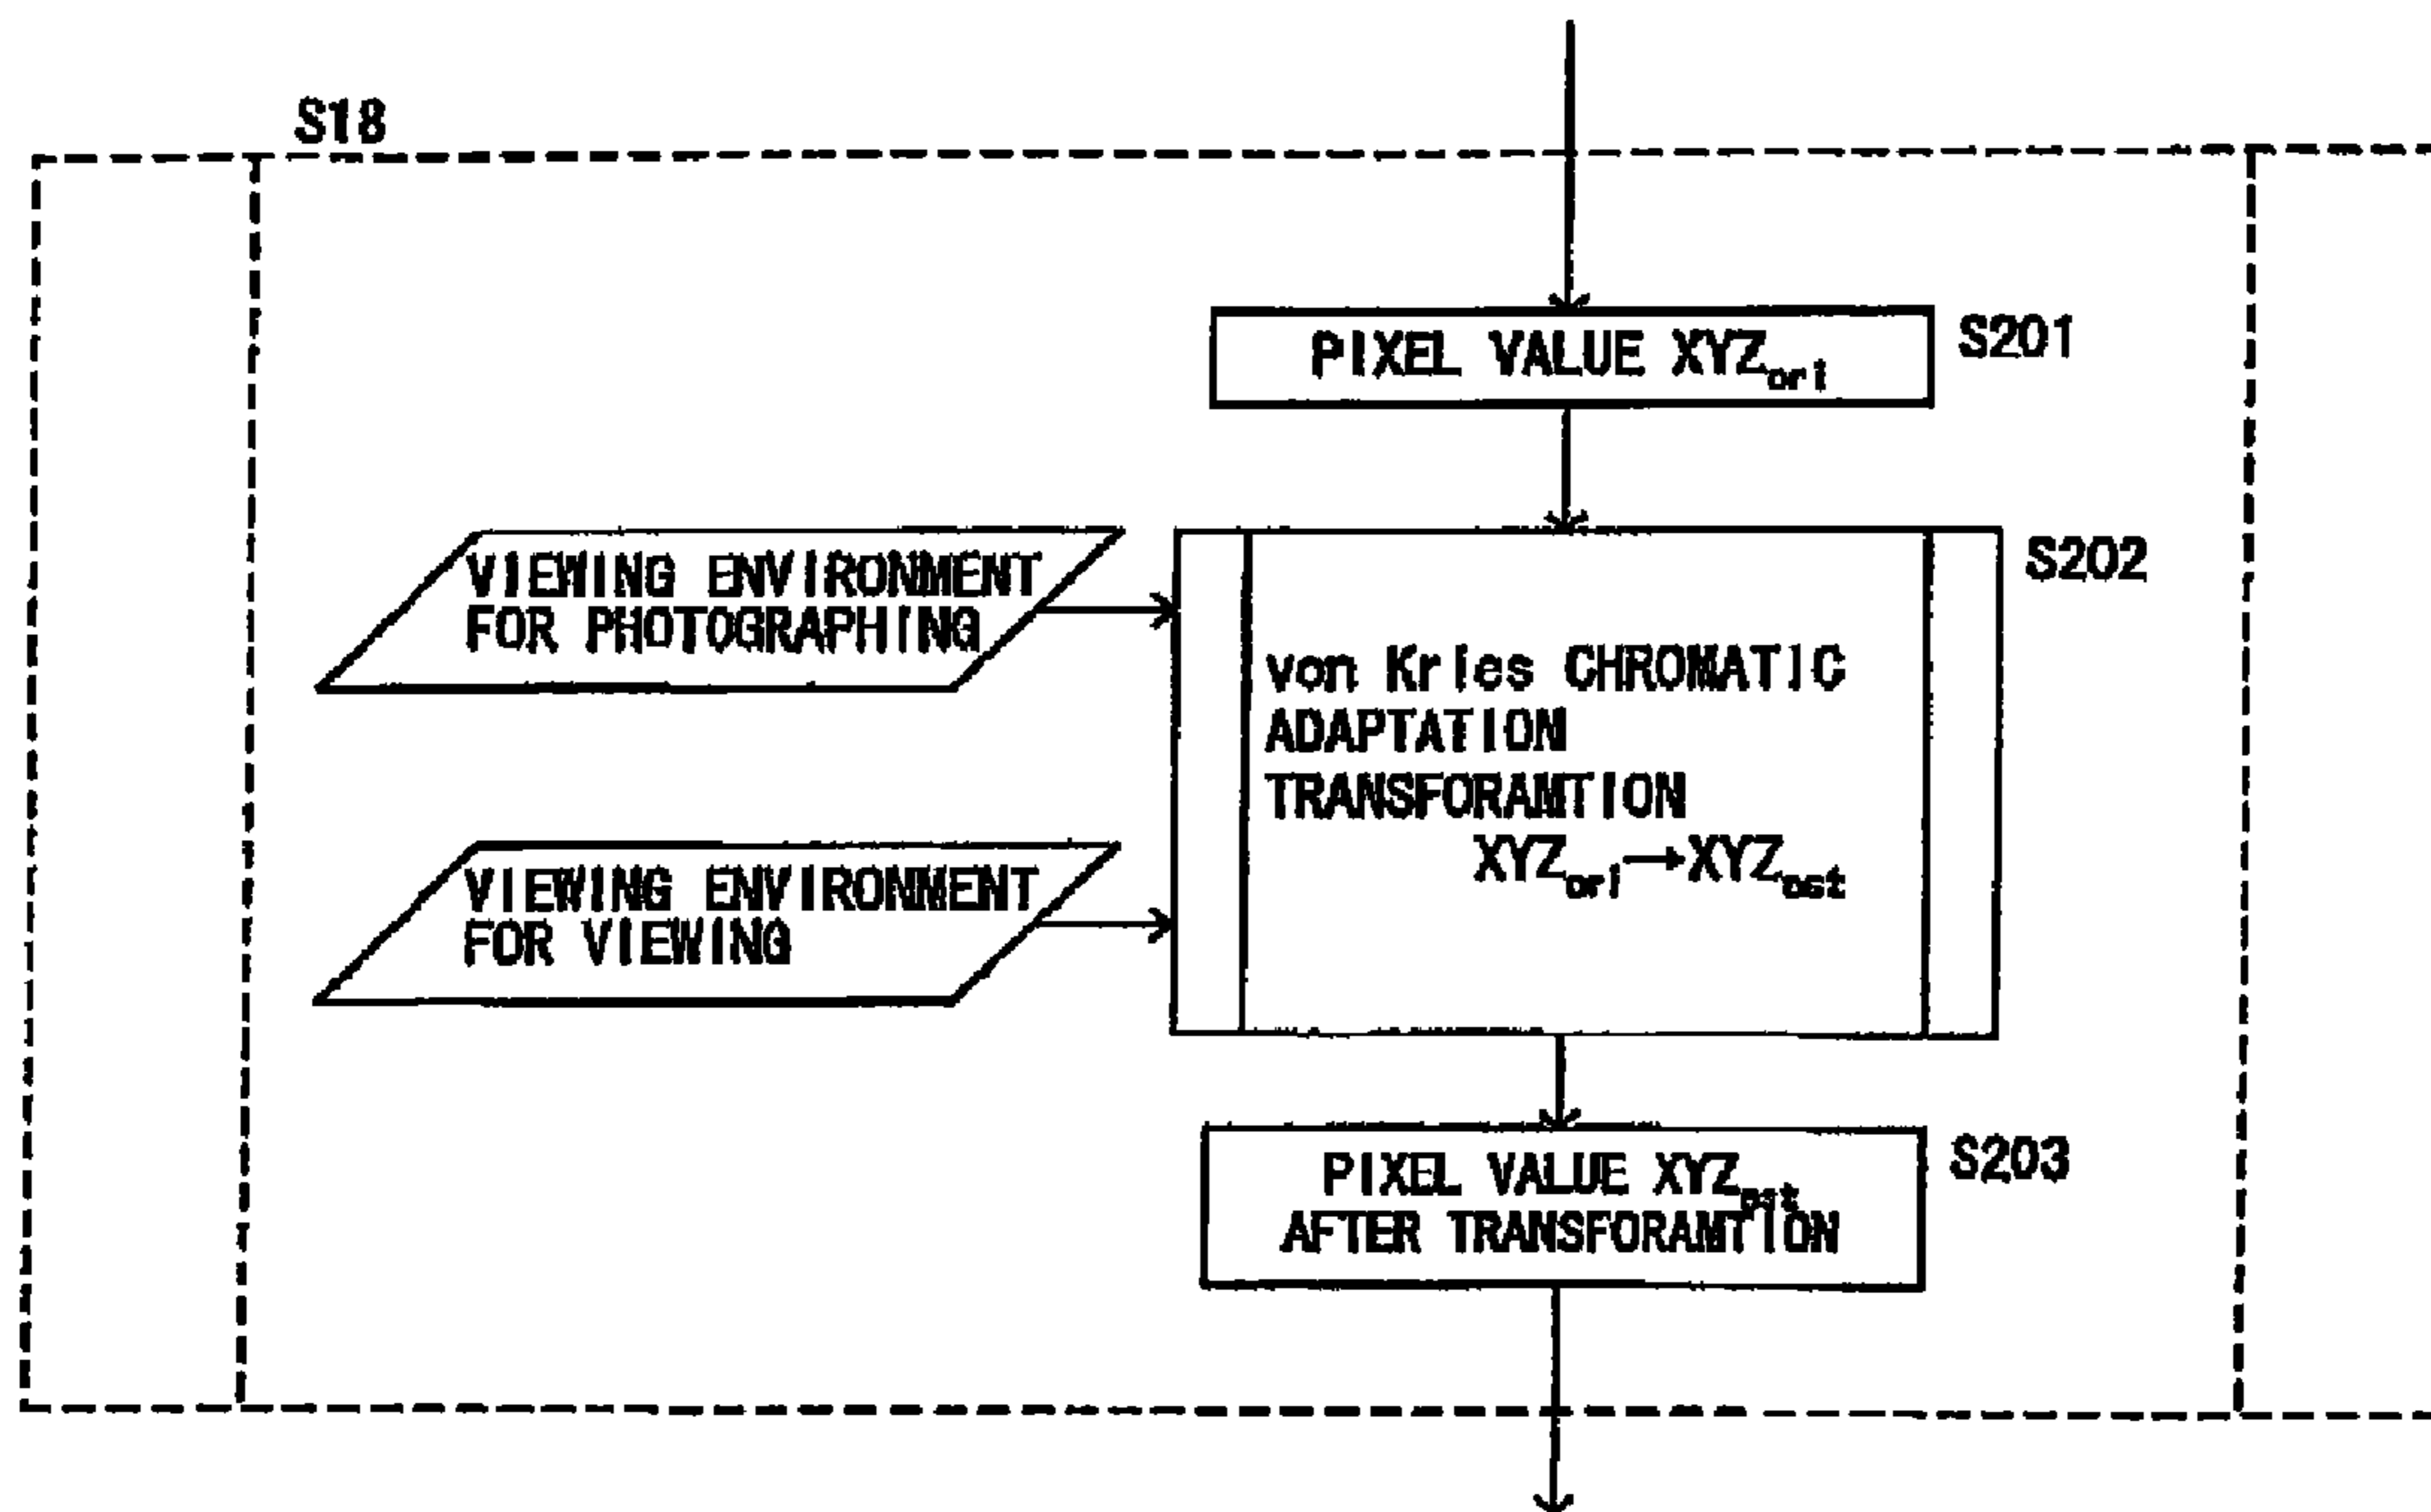 S18
PIXEL VALUE XYZori
S201
VIEWING ENVIRONMENT
FOR PHOTOGRAPHING
S202
von Kries CHROMATIC
ADAPTATION
TRANSFORAMTION
XYZori→XYZest
VIEWING ENVIRONMENT
FOR VIEWING
PIXEL VALUE XYZest
AFTER TRANSFORAMTION
S203